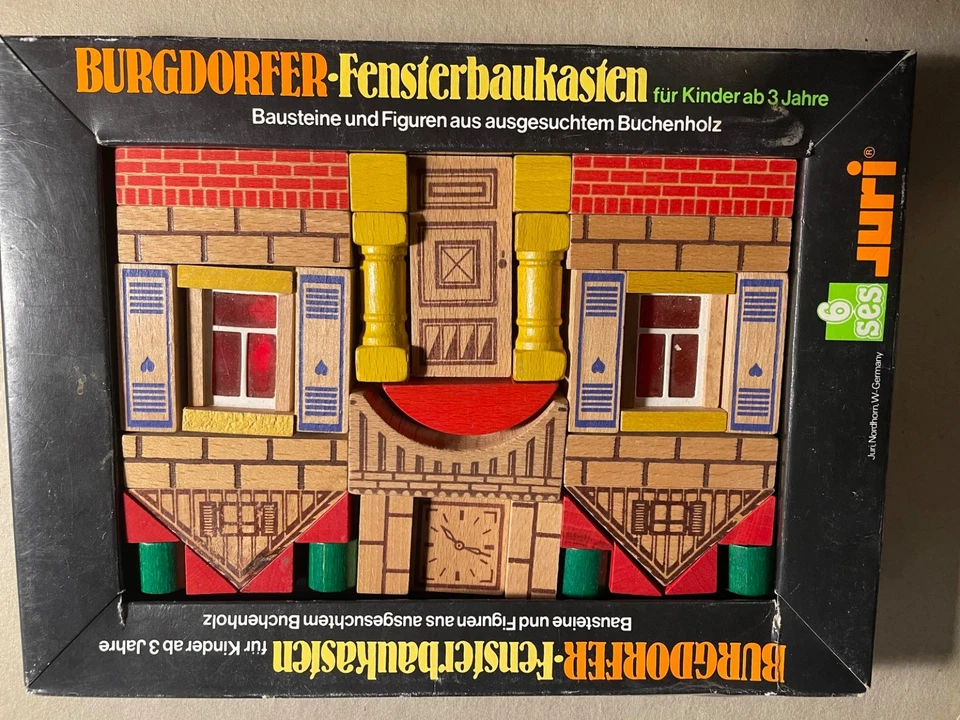 BURGDORFER-Fensterbaukasten für Kinder ab 3 Jahre
Bausteine und Figuren aus ausgesuchtem Buchenholz
Juri®
6
ses
Juri, Nordhorn, W.-Germany
Bausteine und Figuren aus ausgesuchtem Buchenholz
BURGDORFER-Fensterbaukasten für Kinder ab 3 Jahre